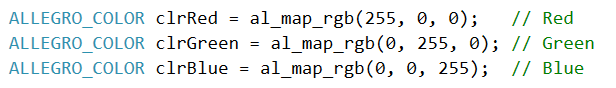 ALLEGRO_COLOR clrRed = al_map_rgb(255, 0, 0);   // Red
ALLEGRO_COLOR clrGreen = al_map_rgb(0, 255, 0); // Green
ALLEGRO_COLOR clrBlue = al_map_rgb(0, 0, 255);  // Blue